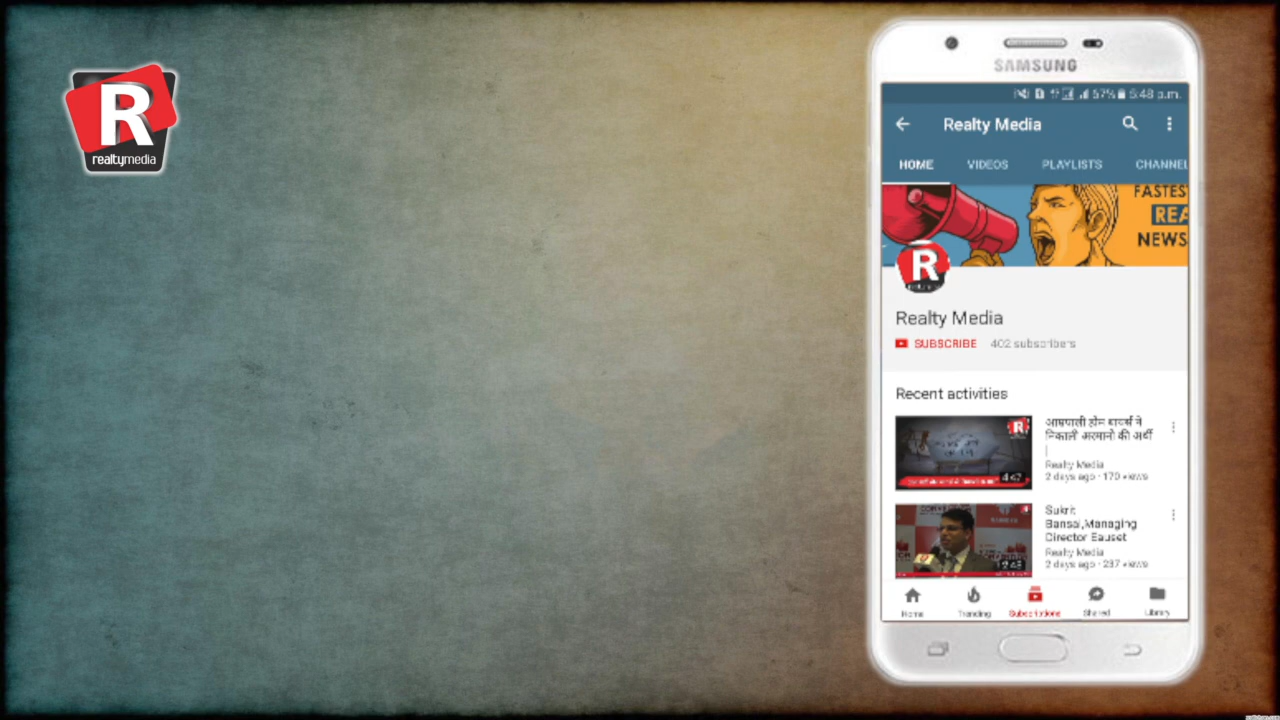 R
realtymedia
SAMSUNG
57% 5:48 p.m.
Realty Media
HOME VIDEOS PLAYLISTS CHANNEL
FASTES
REA
NEWS
R
Realty Media
SUBSCRIBE 402 subscribers
Recent activities
आम्रपाली होम बायर्स ने
निकाली अरमानो की अर्थी
|
Realty Media
2 days ago · 170 views
4:47
Sukrit
Bansal,Managing
Director Eauset
Realty Media
2 days ago · 237 views
12:43
Home Trending Subscriptions Shared Library